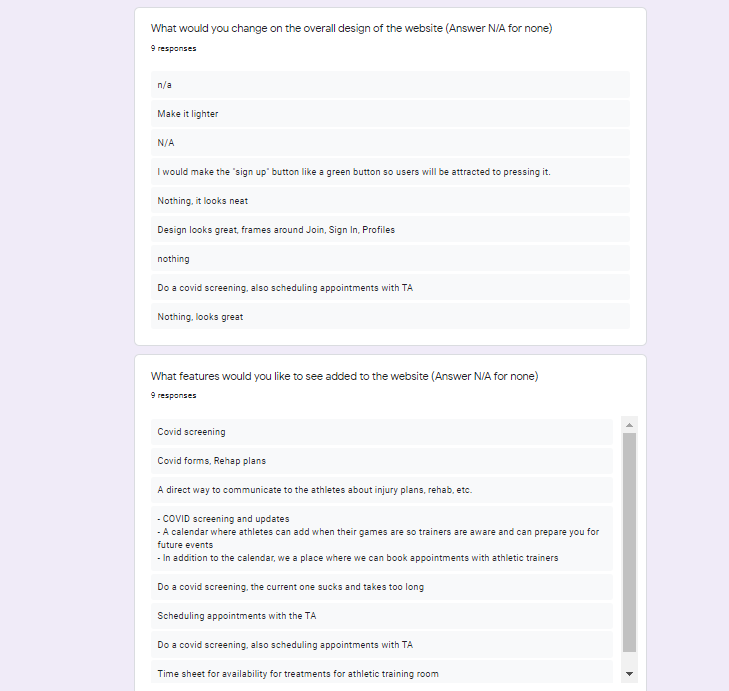 What would you change on the overall design of the website (Answer N/A for none)
9 responses
n/a
Make it lighter
N/A
I would make the "sign up" button like a green button so users will be attracted to pressing it.
Nothing, it looks neat
Design looks great, frames around Join, Sign In, Profiles
nothing
Do a covid screening, also scheduling appointments with TA
Nothing, looks great
What features would you like to see added to the website (Answer N/A for none)
9 responses
Covid screening
Covid forms, Rehap plans
A direct way to communicate to the athletes about injury plans, rehab, etc.
- COVID screening and updates
- A calendar where athletes can add when their games are so trainers are aware and can prepare you for
future events
- In addition to the calendar, we a place where we can book appointments with athletic trainers
Do a covid screening, the current one sucks and takes too long
Scheduling appointments with the TA
Do a covid screening, also scheduling appointments with TA
Time sheet for availability for treatments for athletic training room